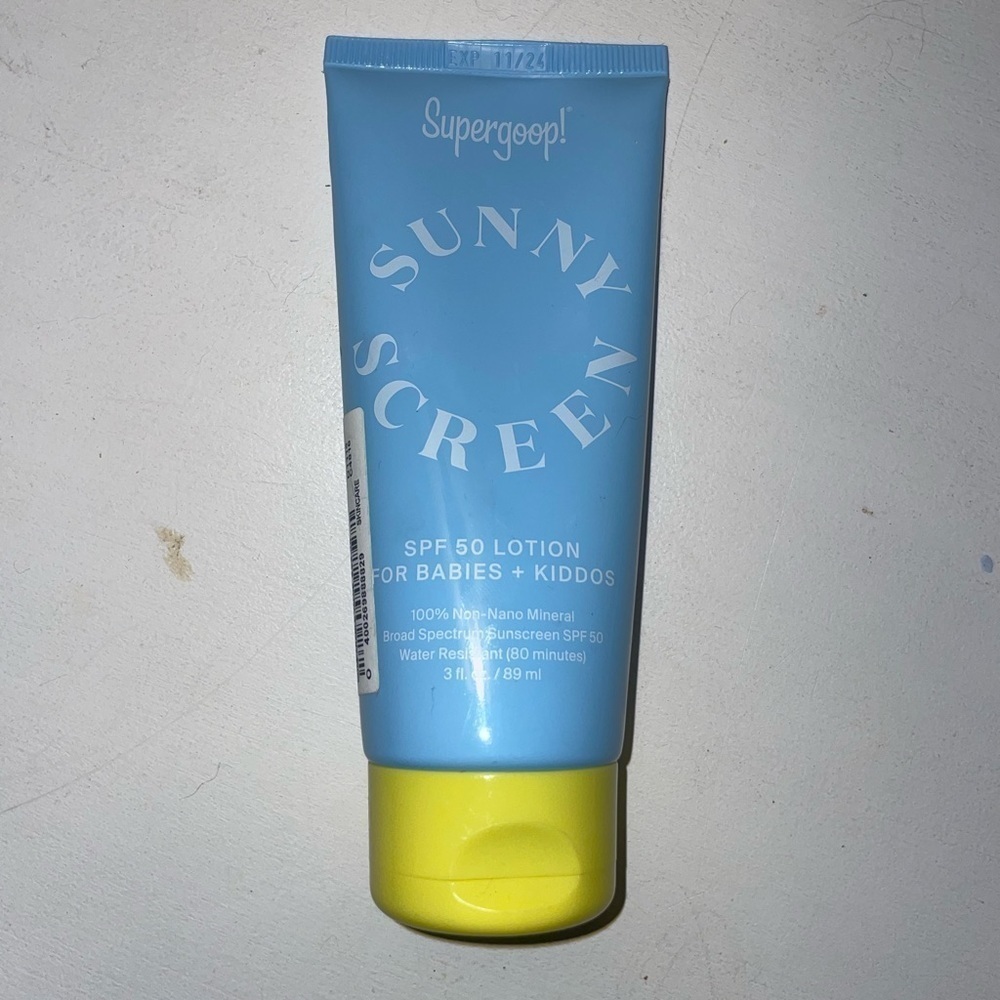 EXP 11/24
Supergoop!
SUNNY
SCREEN
SPF 50 LOTION
FOR BABIES + KIDDOS
100% Non-Nano Mineral
Broad Spectrum Sunscreen SPF 50
Water Resistant (80 minutes)
3 fl. oz. / 89 ml
SKINCARE